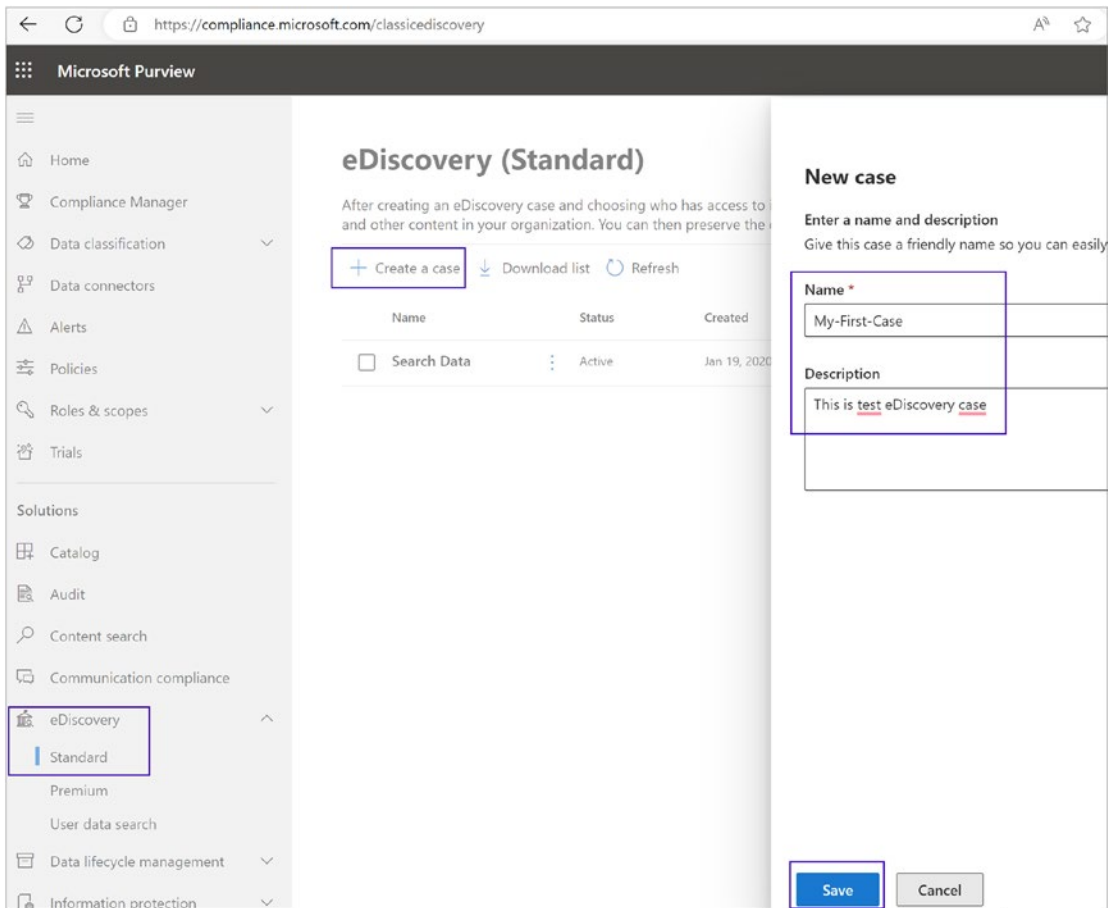 https://compliance.microsoft.com/classicediscovery
Microsoft Purview
Home
Compliance Manager
Data classification
Data connectors
Alerts
Policies
Roles & scopes
Trials
Solutions
Catalog
Audit
Content search
Communication compliance
eDiscovery
Standard
Premium
User data search
Data lifecycle management
Information protection
eDiscovery (Standard)
After creating an eDiscovery case and choosing who has access to
and other content in your organization. You can then preserve the
Create a case Download list Refresh
Name Status Created
Search Data Active Jan 19, 2020
New case
Enter a name and description
Give this case a friendly name so you can easily
Name *
My-First-Case
Description
This is test eDiscovery case
Save Cancel